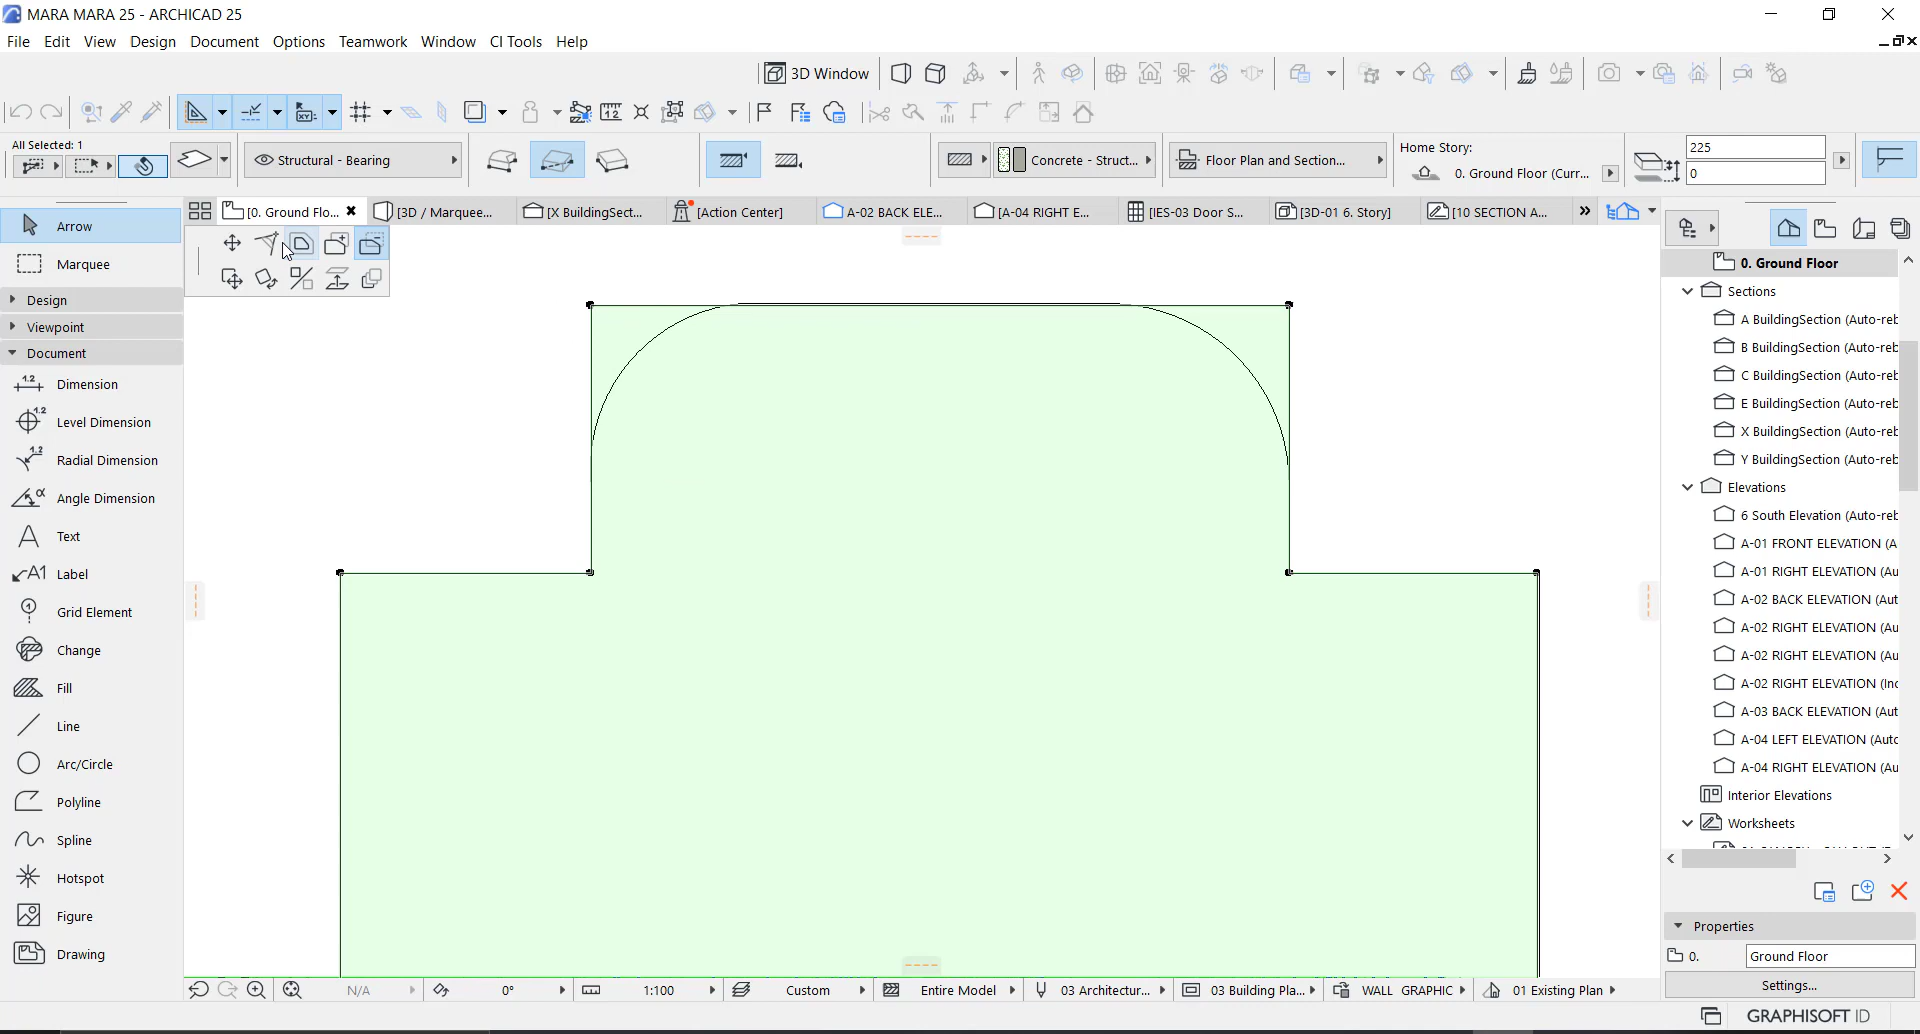 MARA MARA 25 - ARCHICAD 25
File Edit View Design Document Options Teamwork Window CI Tools Help
3D Window
All Selected: 1
Structural - Bearing
Concrete - Struct...
Floor Plan and Section...
Home Story:
0. Ground Floor (Curr...
225
0
Arrow
Marquee
Design
Viewpoint
Document
Dimension
Level Dimension
Radial Dimension
Angle Dimension
Text
Label
Grid Element
Change
Fill
Line
Arc/Circle
Polyline
Spline
Hotspot
Figure
Drawing
[0. Ground Flo...
[3D / Marquee...
[X BuildingSect...
[Action Center]
A-02 BACK ELE...
[A-04 RIGHT E...
[IES-03 Door S...
[3D-01 6. Story]
[10 SECTION A...
0. Ground Floor
Sections
A BuildingSection (Auto-reb
B BuildingSection (Auto-reb
C BuildingSection (Auto-reb
E BuildingSection (Auto-reb
X BuildingSection (Auto-reb
Y BuildingSection (Auto-reb
Elevations
6 South Elevation (Auto-reb
A-01 FRONT ELEVATION (A
A-01 RIGHT ELEVATION (Au
A-02 BACK ELEVATION (Aut
A-02 RIGHT ELEVATION (Au
A-02 RIGHT ELEVATION (Au
A-02 RIGHT ELEVATION (Inc
A-03 BACK ELEVATION (Aut
A-04 LEFT ELEVATION (Auto
A-04 RIGHT ELEVATION (Au
Interior Elevations
Worksheets
Properties
0. Ground Floor
Settings...
N/A 0° 1:100 Custom Entire Model 03 Architectur... 03 Building Pla... WALL GRAPHIC 01 Existing Plan
GRAPHISOFT ID